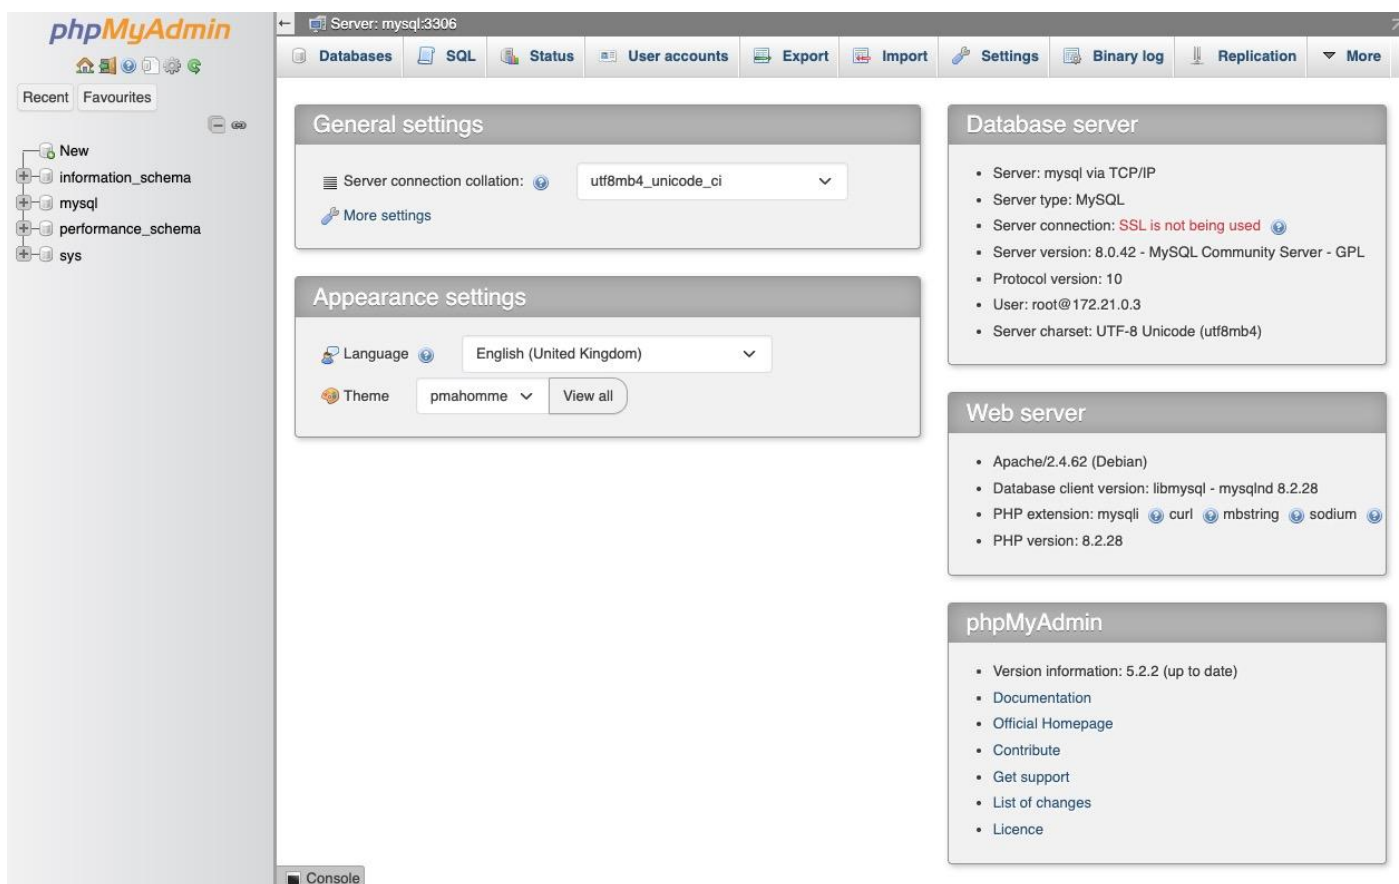 phpMyAdmin
Recent Favourites
New
information_schema
mysql
performance_schema
sys
Server: mysql:3306
Databases SQL Status User accounts Export Import Settings Binary log Replication More
General settings
Server connection collation: utf8mb4_unicode_ci
More settings
Appearance settings
Language English (United Kingdom)
Theme pmahomme View all
Database server
Server: mysql via TCP/IP
Server type: MySQL
Server connection: SSL is not being used
Server version: 8.0.42 - MySQL Community Server - GPL
Protocol version: 10
User: root@172.21.0.3
Server charset: UTF-8 Unicode (utf8mb4)
Web server
Apache/2.4.62 (Debian)
Database client version: libmysql - mysqlnd 8.2.28
PHP extension: mysqli curl mbstring sodium
PHP version: 8.2.28
phpMyAdmin
Version information: 5.2.2 (up to date)
Documentation
Official Homepage
Contribute
Get support
List of changes
Licence
Console